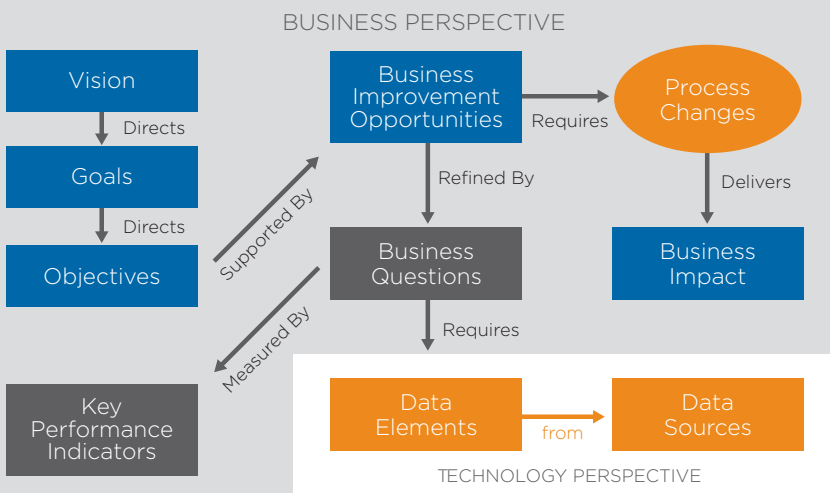 BUSINESS PERSPECTIVE
Vision
Directs
Goals
Directs
Objectives
Supported By
Business
Improvement
Opportunities
Requires
Process
Changes
Refined By
Delivers
Business
Questions
Business
Impact
Measured By
Requires
Key
Performance
Indicators
Data
Elements
from
Data
Sources
TECHNOLOGY PERSPECTIVE